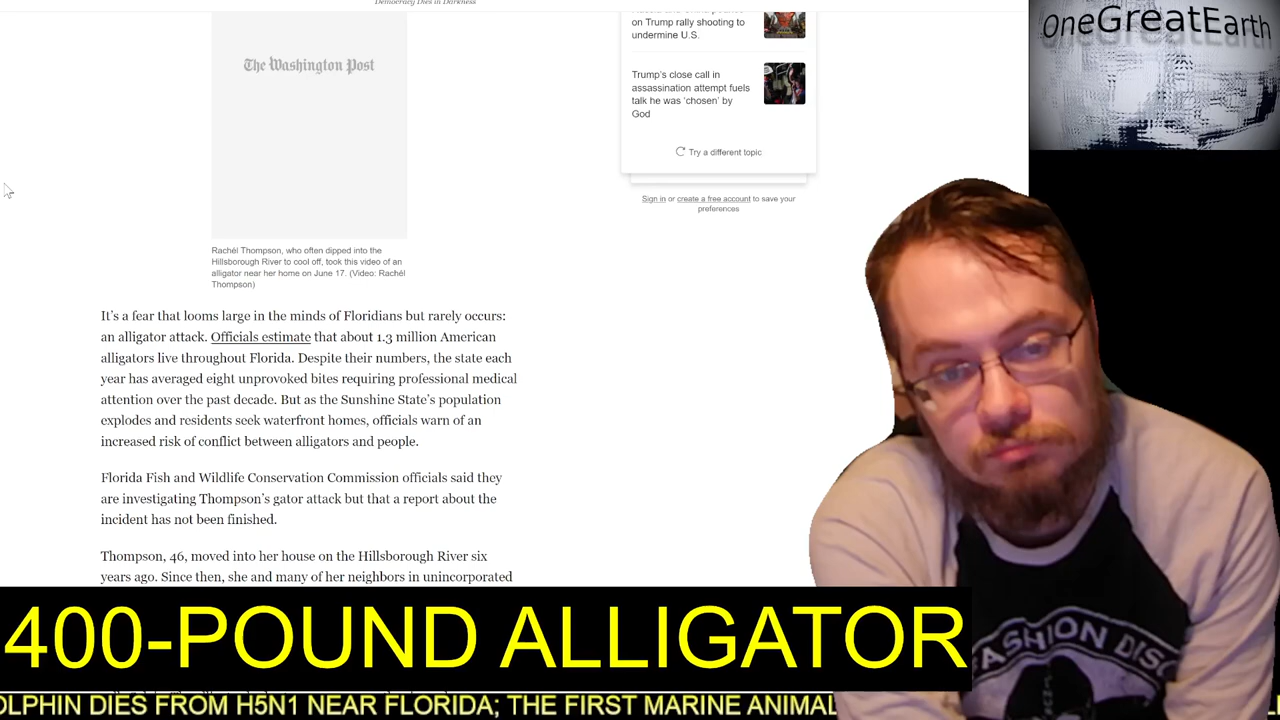 Democracy Dies in Darkness
The Washington Post
on Trump rally shooting to
undermine U.S.
Trump's close call in
assassination attempt fuels
talk he was 'chosen' by
God
Try a different topic
Sign in or create a free account to save your
preferences
OneGreatEarth
Rachél Thompson, who often dipped into the
Hillsborough River to cool off, took this video of an
alligator near her home on June 17. (Video: Rachél
Thompson)
It's a fear that looms large in the minds of Floridians but rarely occurs:
an alligator attack. Officials estimate that about 1.3 million American
alligators live throughout Florida. Despite their numbers, the state each
year has averaged eight unprovoked bites requiring professional medical
attention over the past decade. But as the Sunshine State's population
explodes and residents seek waterfront homes, officials warn of an
increased risk of conflict between alligators and people.
Florida Fish and Wildlife Conservation Commission officials said they
are investigating Thompson's gator attack but that a report about the
incident has not been finished.
Thompson, 46, moved into her house on the Hillsborough River six
years ago. Since then, she and many of her neighbors in unincorporated
400-POUND ALLIGATOR
ASHION DISC
OLPHIN DIES FROM H5N1 NEAR FLORIDA; THE FIRST MARINE ANIMAL